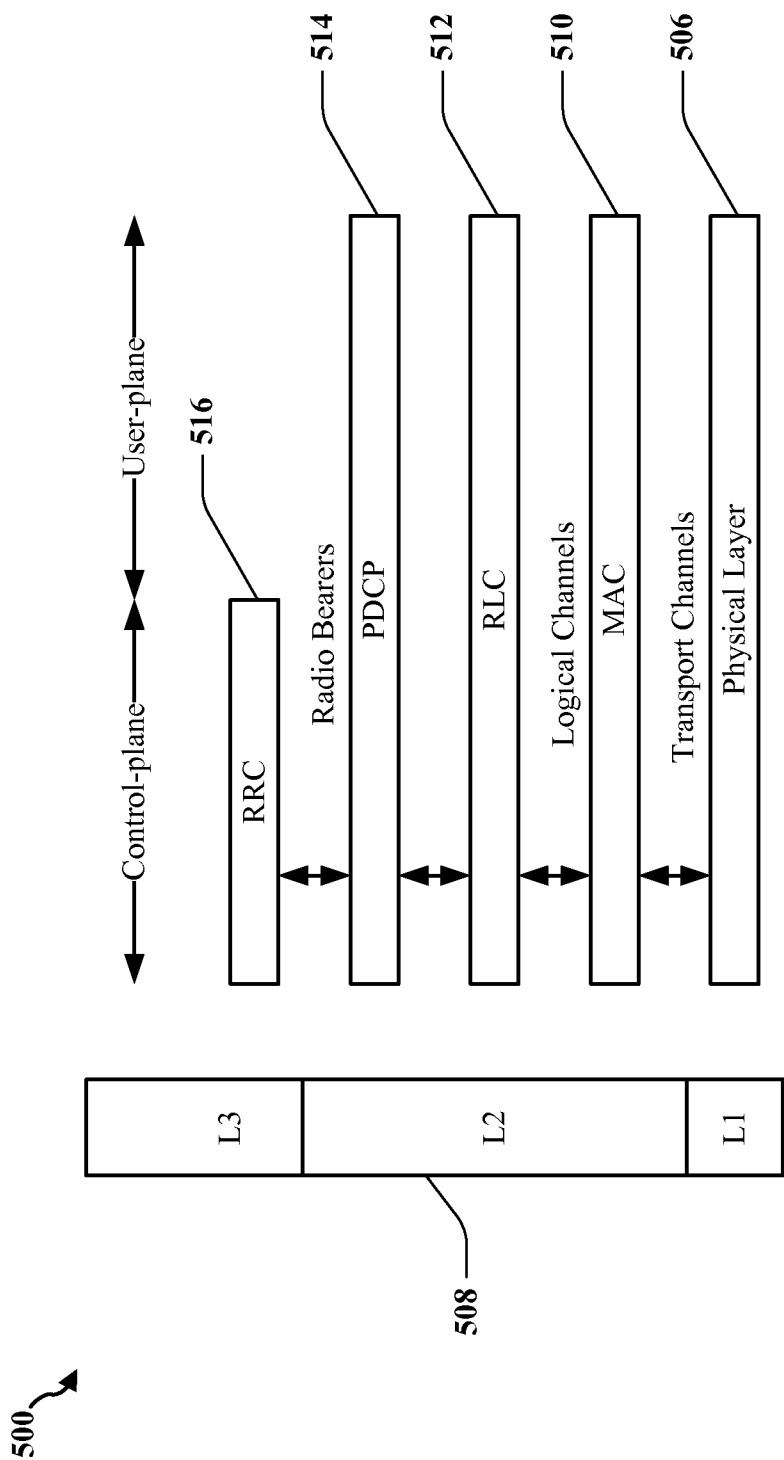 500
Control-plane
User-plane
516
RRC
L3
Radio Bearers
514
PDCP
508
L2
512
RLC
Logical Channels
510
MAC
Transport Channels
506
Physical Layer
L1